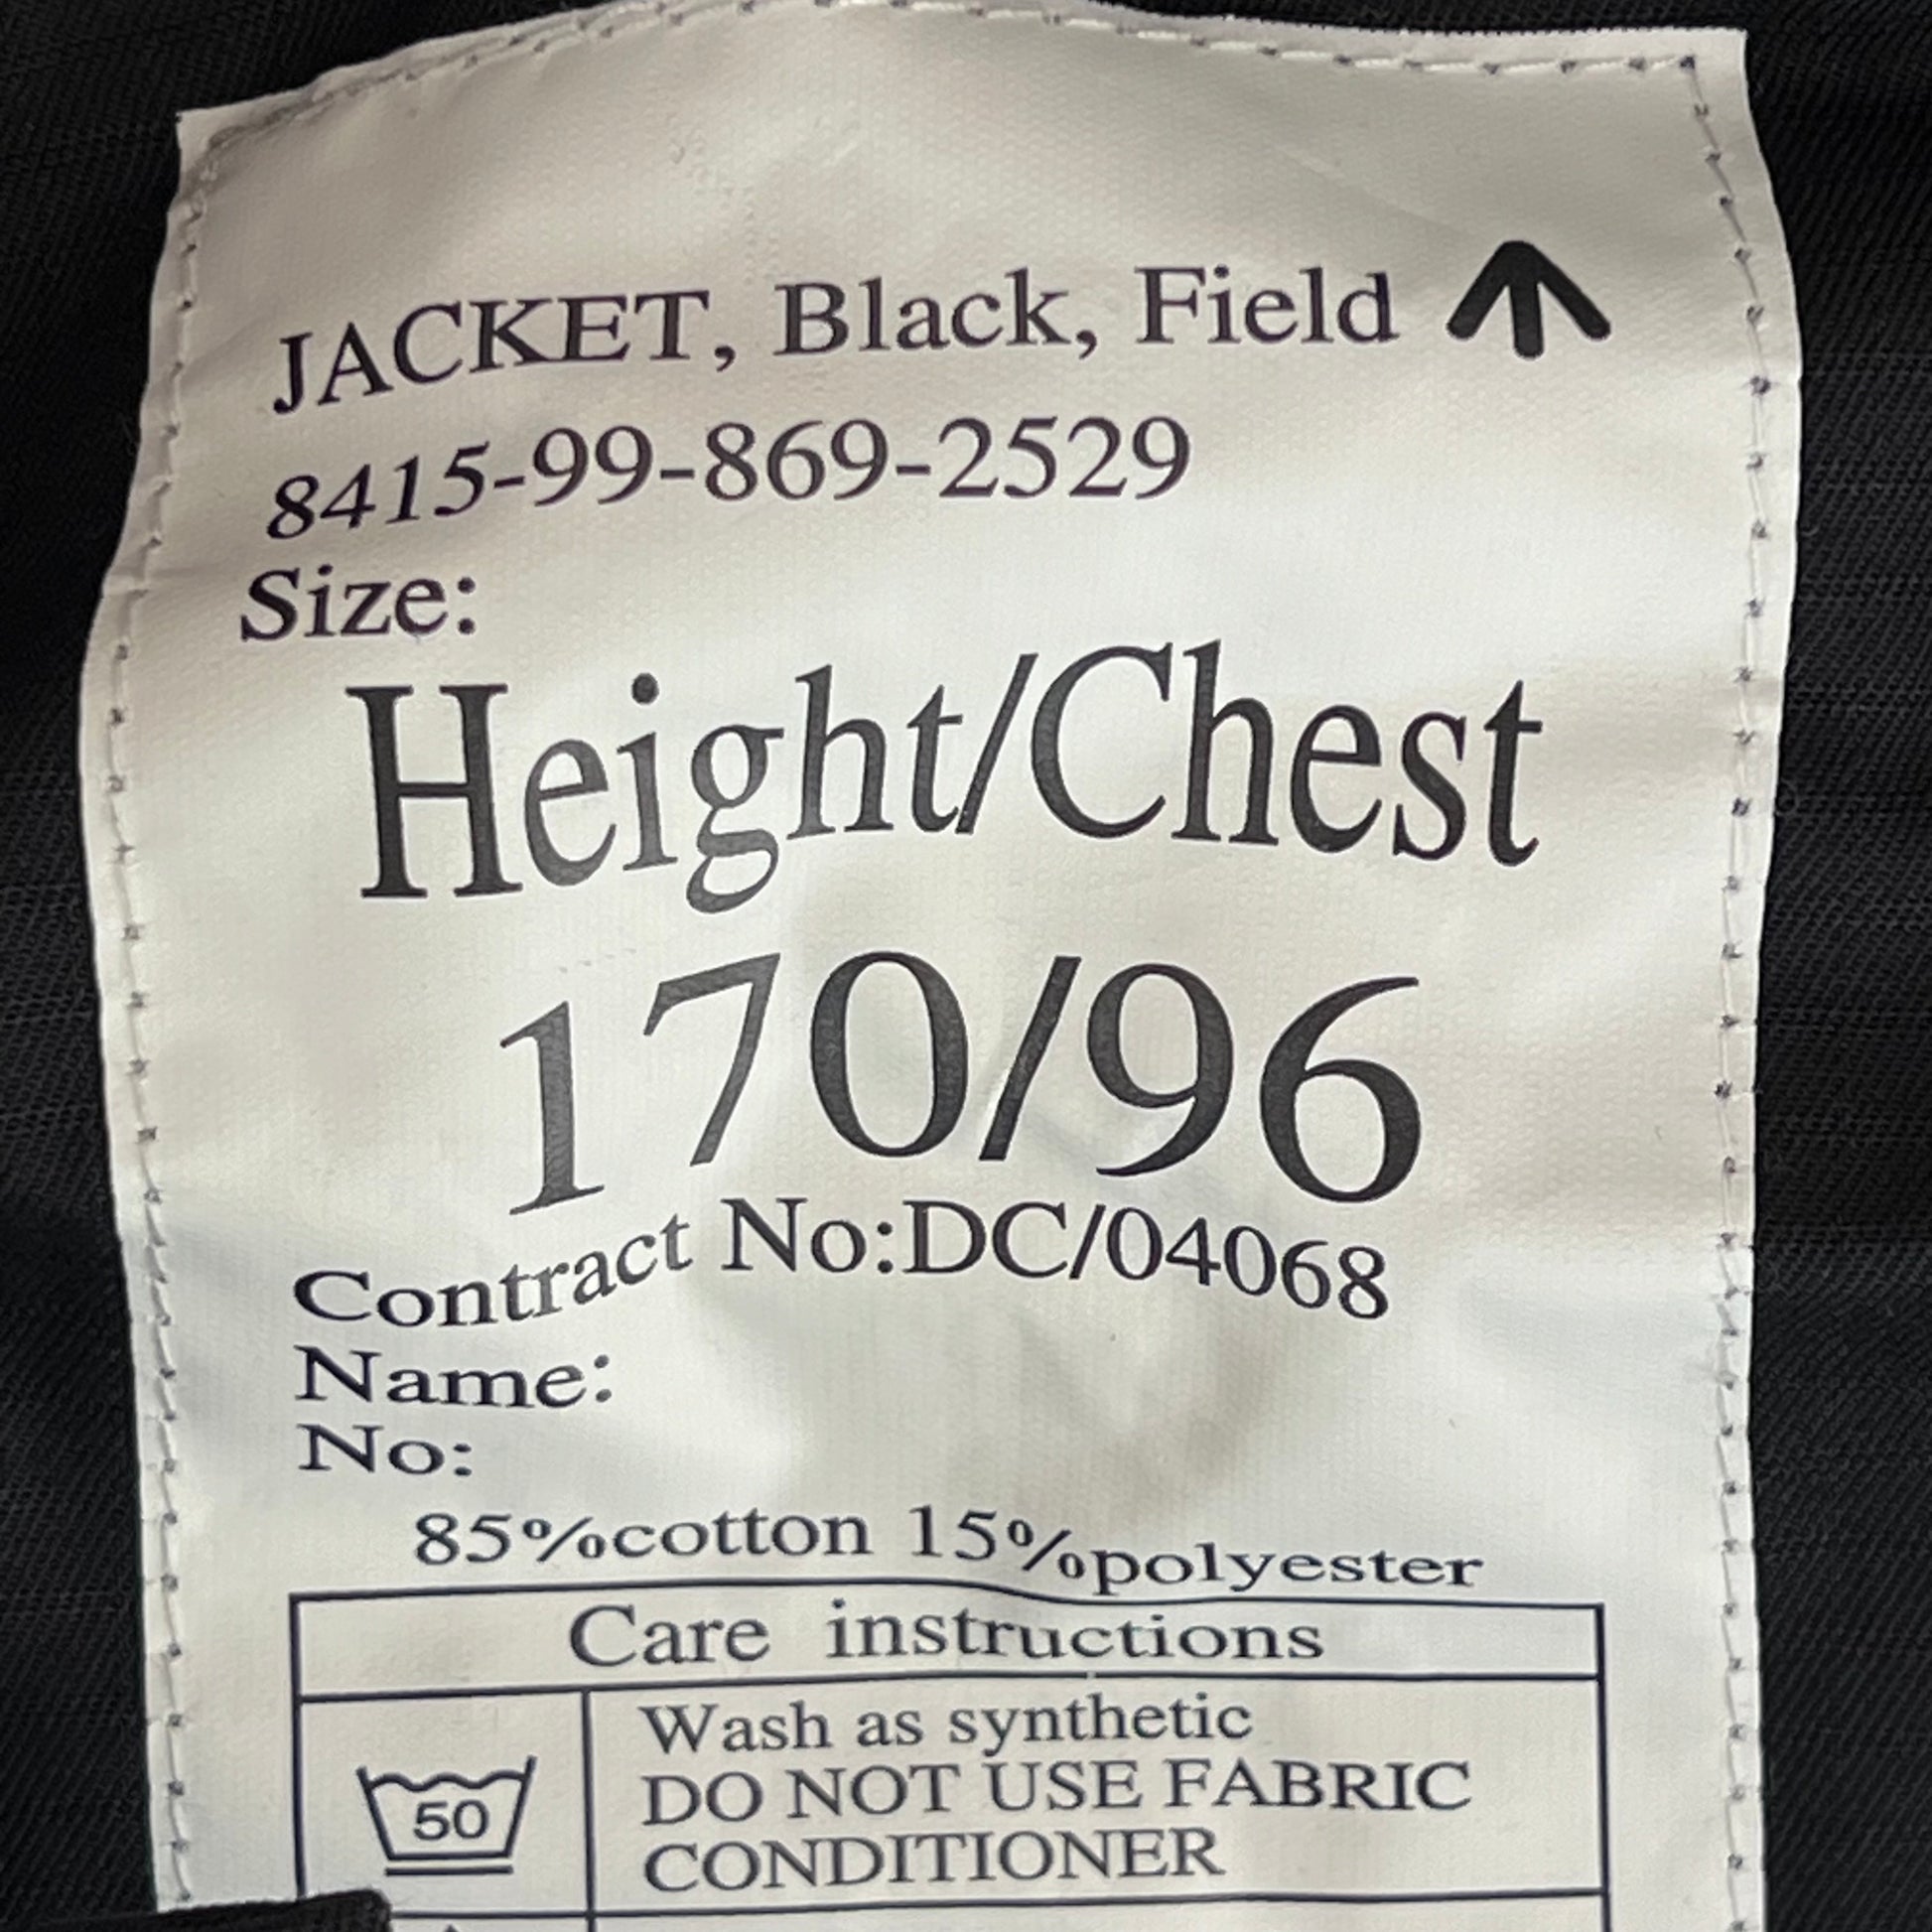 JACKET, Black, Field
8415-99-869-2529
Size:
Height/Chest
170/96
Contract No:DC/04068
Name:
No:
85%cotton 15%polyester
Care instructions
50
Wash as synthetic
DO NOT USE FABRIC
CONDITIONER